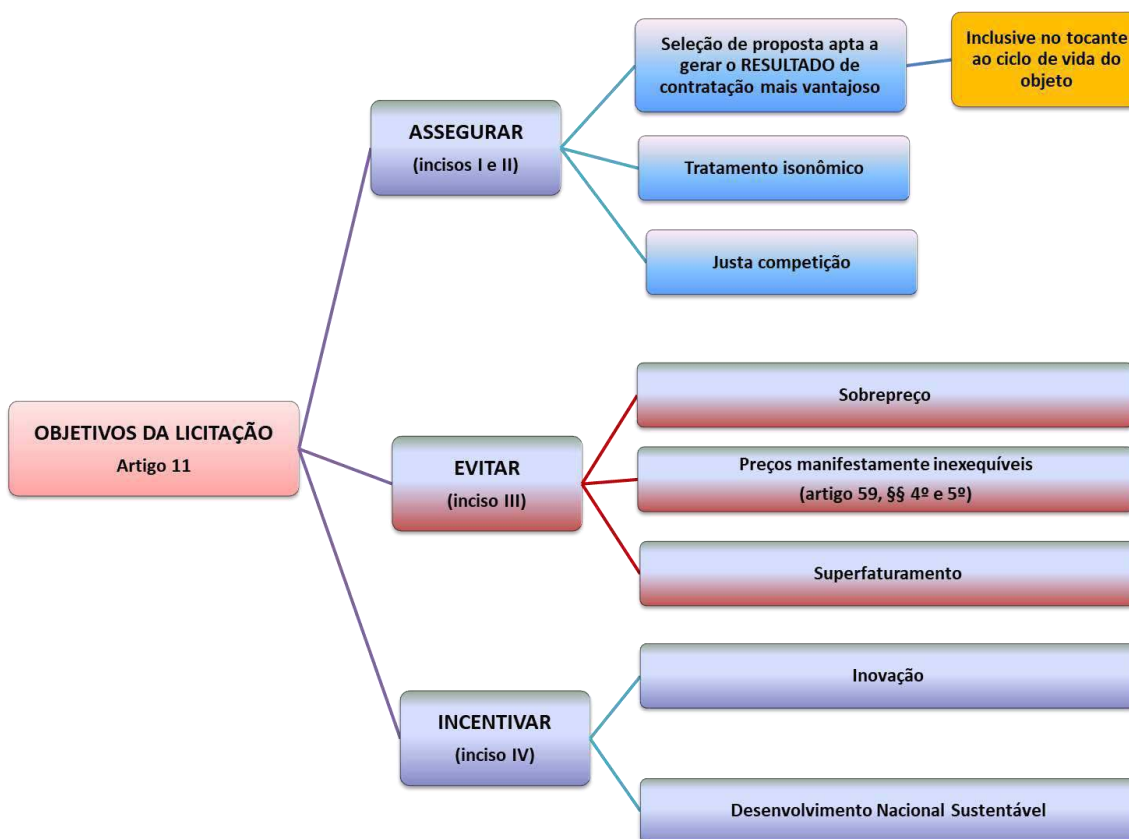 OBJETIVOS DA LICITAÇÃO
Artigo 11
ASSEGURAR
(incisos I e II)
Seleção de proposta apta a
gerar o RESULTADO de
contratação mais vantajoso
Inclusive no tocante
ao ciclo de vida do
objeto
Tratamento isonômico
Justa competição
EVITAR
(inciso III)
Sobrepreço
Preços manifestamente inexequíveis
(artigo 59, §§ 4º e 5º)
Superfaturamento
INCENTIVAR
(inciso IV)
Inovação
Desenvolvimento Nacional Sustentável